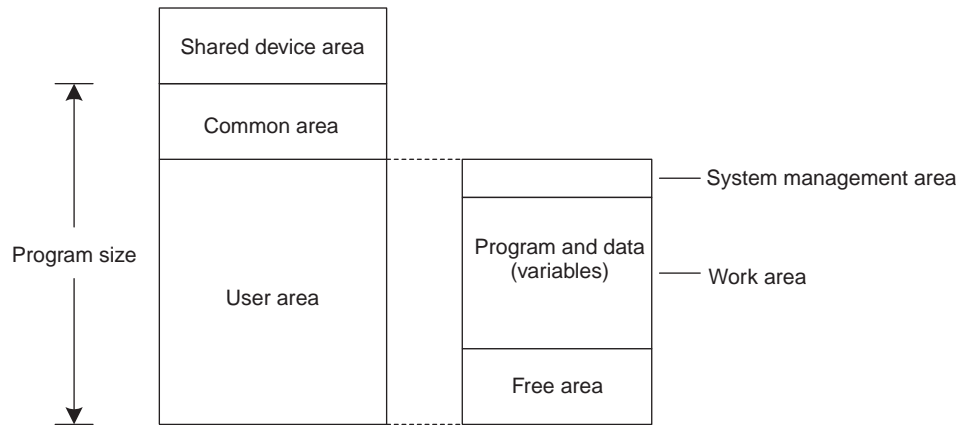 Shared device area
Common area
System management area
Program and data
(variables)
Program size
Work area
User area
Free area